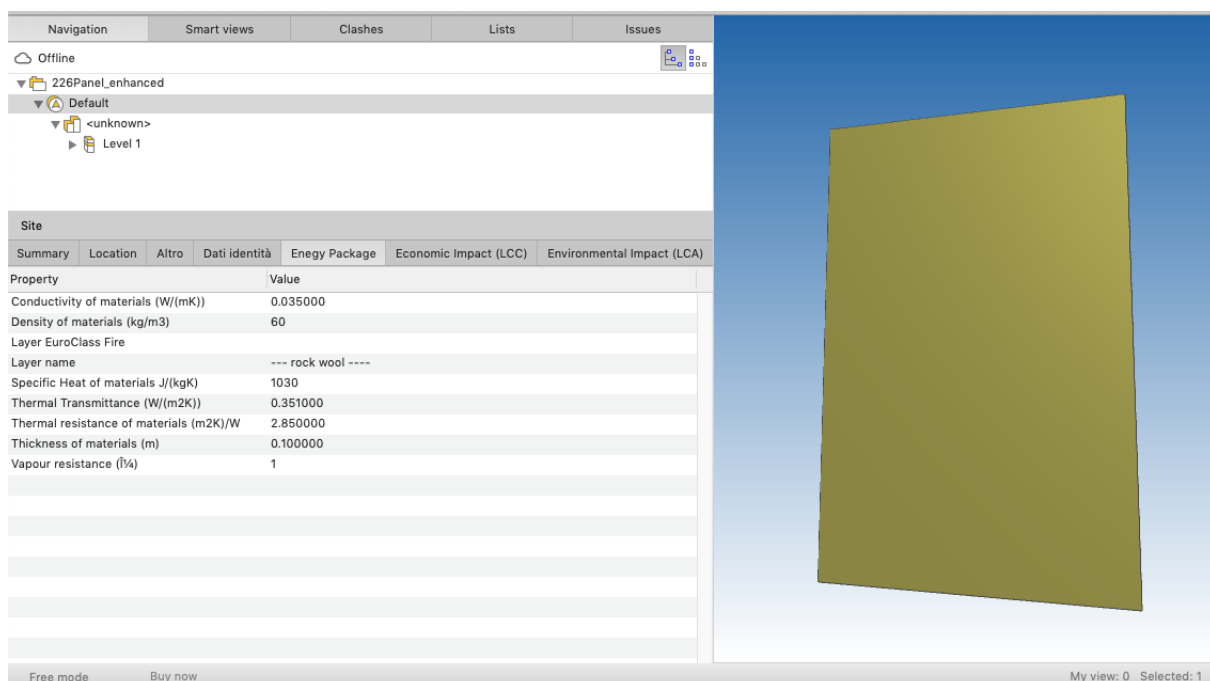 Navigation Smart views Clashes Lists Issues
Offline
226Panel_enhanced
Default
<unknown>
Level 1
Site
Summary Location Altro Dati identità Enegy Package Economic Impact (LCC) Environmental Impact (LCA)
Property Value
Conductivity of materials (W/(mK)) 0.035000
Density of materials (kg/m3) 60
Layer EuroClass Fire
Layer name --- rock wool ----
Specific Heat of materials J/(kgK) 1030
Thermal Transmittance (W/(m2K)) 0.351000
Thermal resistance of materials (m2K)/W 2.850000
Thickness of materials (m) 0.100000
Vapour resistance (Î¼) 1
Free mode Buy now My view: 0 Selected: 1